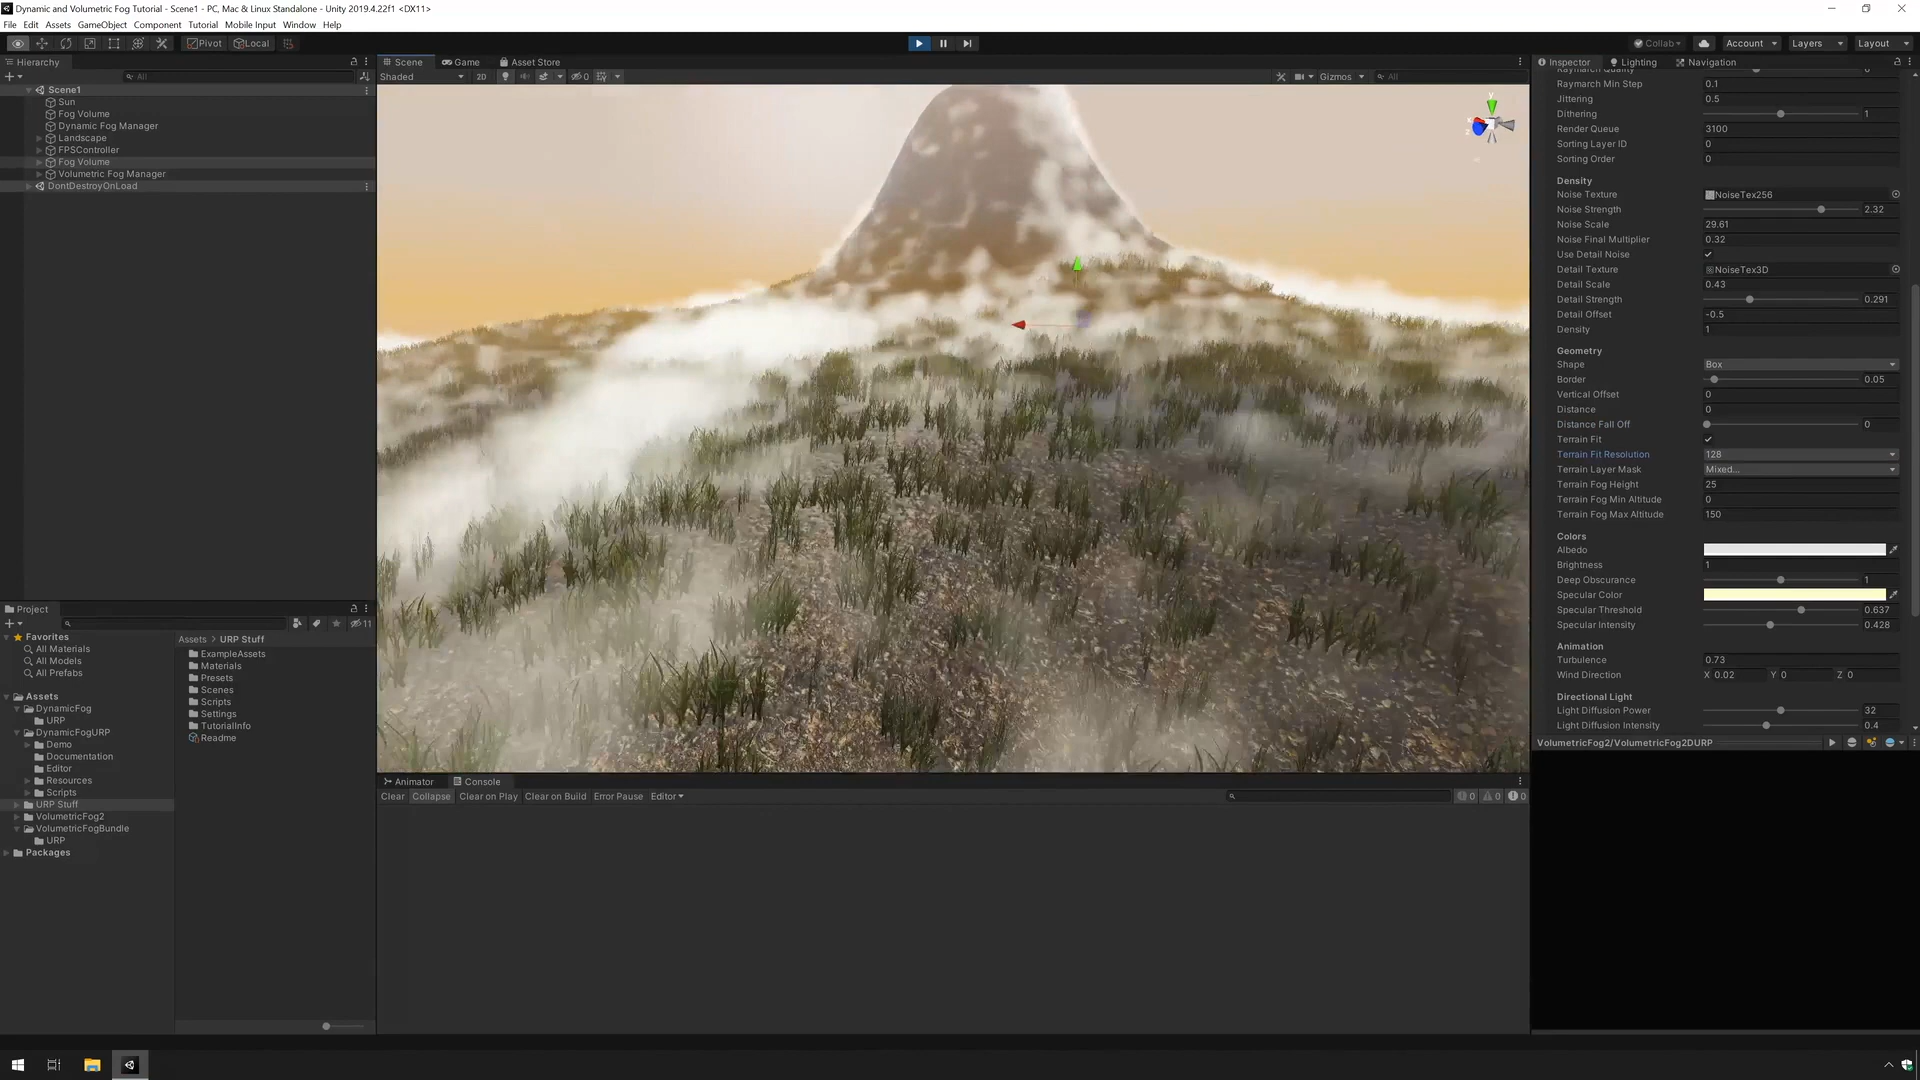 Dynamic and Volumetric Fog Tutorial - Scene1 - PC, Mac & Linux Standalone - Unity 2019.4.22f1 <DX11>
File Edit Assets GameObject Component Tutorial Mobile Input Window Help
Pivot Local Collab Account Layers Layout
Hierarchy
All
Scene1
Sun
Fog Volume
Dynamic Fog Manager
Landscape
FPSController
Fog Volume
Volumetric Fog Manager
DontDestroyOnLoad
Scene Game Asset Store
Shaded 2D 0 Gizmos All
y
x
z
Inspector Lighting Navigation
Raymarch Quality 6
Raymarch Min Step 0.1
Jittering 0.5
Dithering 1
Render Queue 3100
Sorting Layer ID 0
Sorting Order 0
Density
Noise Texture NoiseTex256
Noise Strength 2.32
Noise Scale 29.61
Noise Final Multiplier 0.32
Use Detail Noise
Detail Texture NoiseTex3D
Detail Scale 0.43
Detail Strength 0.291
Detail Offset -0.5
Density 1
Geometry
Shape Box
Border 0.05
Vertical Offset 0
Distance 0
Distance Fall Off 0
Terrain Fit
Terrain Fit Resolution 128
Terrain Layer Mask Mixed...
Terrain Fog Height 25
Terrain Fog Min Altitude 0
Terrain Fog Max Altitude 150
Colors
Albedo
Brightness 1
Deep Obscurance 1
Specular Color
Specular Threshold 0.637
Specular Intensity 0.428
Animation
Turbulence 0.73
Wind Direction X 0.02 Y 0 Z 0
Directional Light
Light Diffusion Power 32
Light Diffusion Intensity 0.4
VolumetricFog2/VolumetricFog2DURP
Project
11
Favorites
All Materials
All Models
All Prefabs
Assets
DynamicFog
URP
DynamicFogURP
Demo
Documentation
Editor
Resources
Scripts
URP Stuff
VolumetricFog2
VolumetricFogBundle
URP
Packages
Assets > URP Stuff
ExampleAssets
Materials
Presets
Scenes
Scripts
Settings
TutorialInfo
Readme
Animator Console
Clear Collapse Clear on Play Clear on Build Error Pause Editor 0 0 0